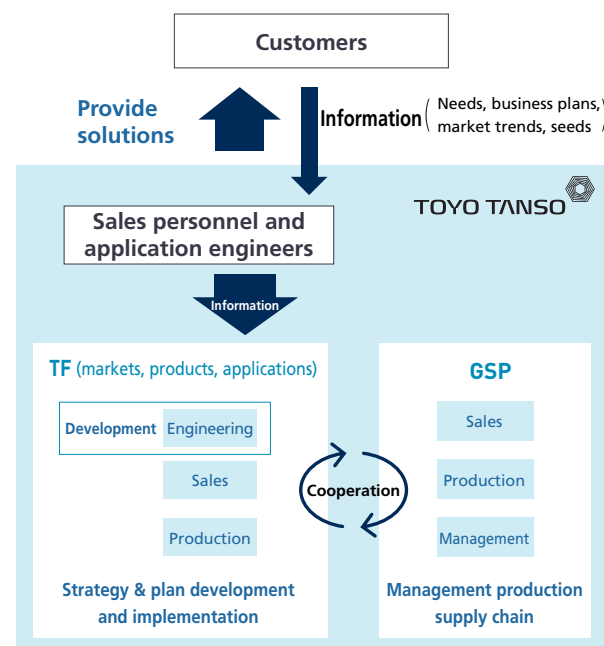 Customers
Provide
solutions
Information
Needs, business plans,
market trends, seeds
TOYO TANSO
Sales personnel and
application engineers
Information
TF (markets, products, applications)
Development
Engineering
Sales
Production
Strategy & plan development
and implementation
Cooperation
GSP
Sales
Production
Management
Management production
supply chain